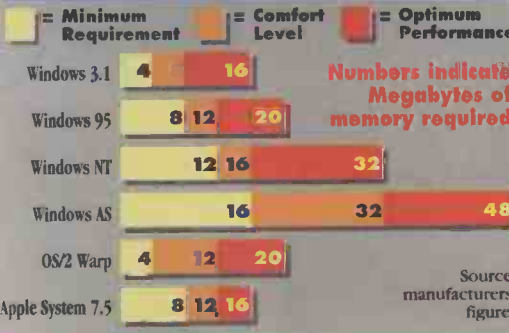 = Minimum Requirement
= Comfort Level
= Optimum Performance
Numbers indicate
Megabytes of
memory required
Windows 3.1 4 16
Windows 95 8 12 20
Windows NT 12 16 32
Windows AS 16 32 48
OS/2 Warp 4 12 20
Apple System 7.5 8 12 16
Source
manufacturers
figure